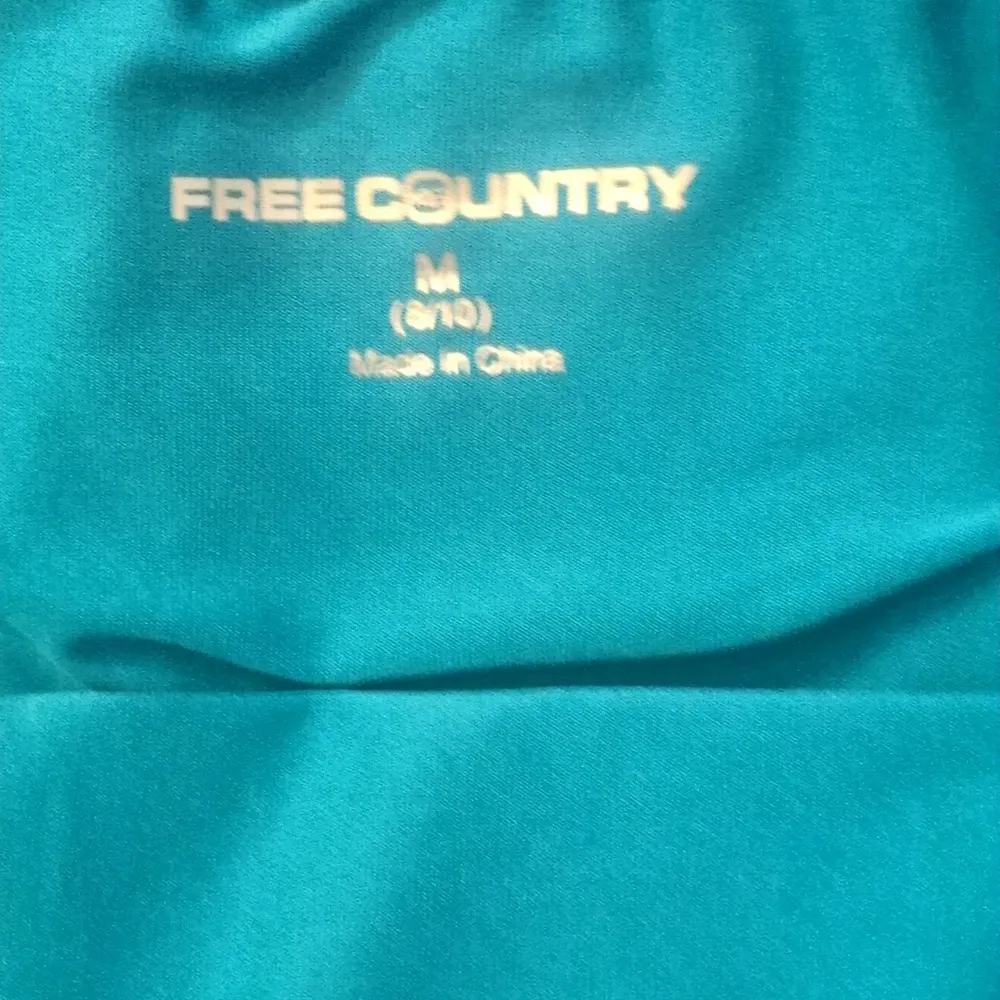 FREE COUNTRY
M
(8/10)
Made in China